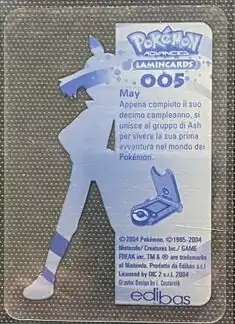 POKéMON
ADVANCED
LAMINCARDS
005
May
Appena compiuto il suo
decimo compleanno, si
unisce al gruppo di Ash
per vivere la sua prima
avventura nel mondo dei
Pokémon.
©2004 Pokémon. ©1995-2004
Nintendo/ Creatures Inc./ GAME
FREAK inc. TM & ® are trademarks
of Nintendo. Prodotto da Edibas s.r.l
Licensed by DIC 2 s.r.l. 2004
Graphic Design by L. Costarelli
edibas